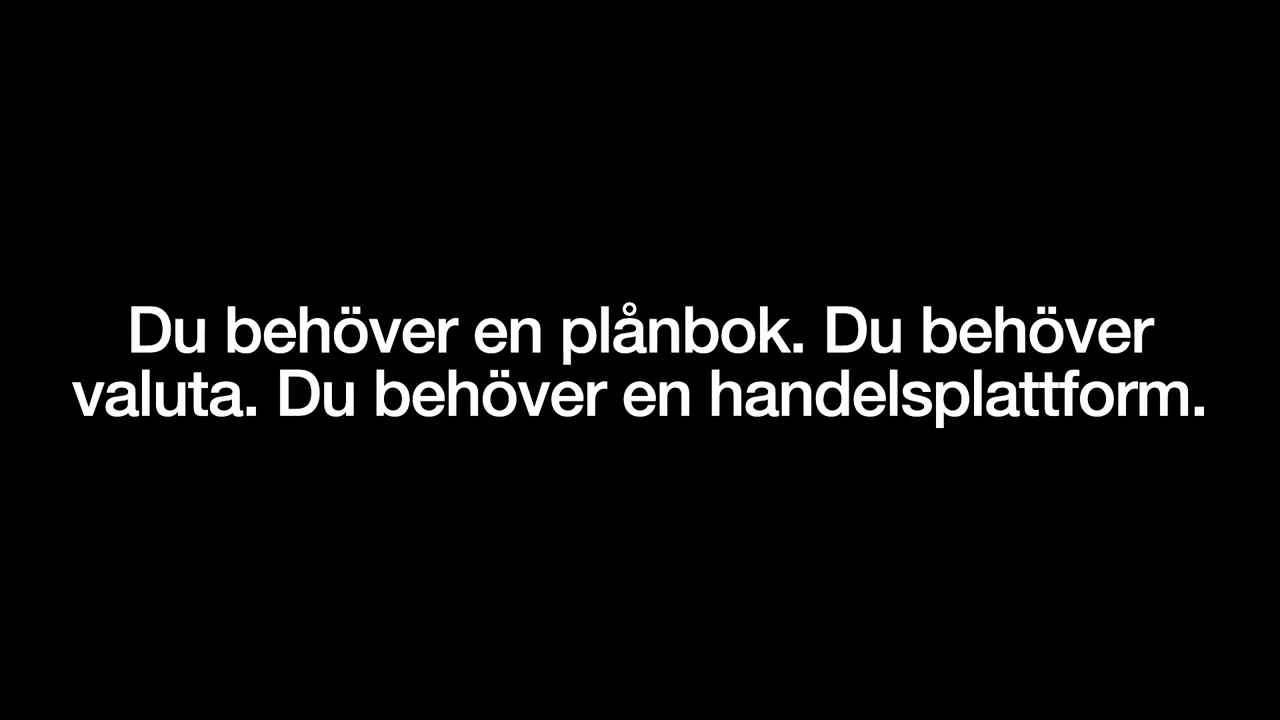 Du behöver en plånbok. Du behöver
valuta. Du behöver en handelsplattform.